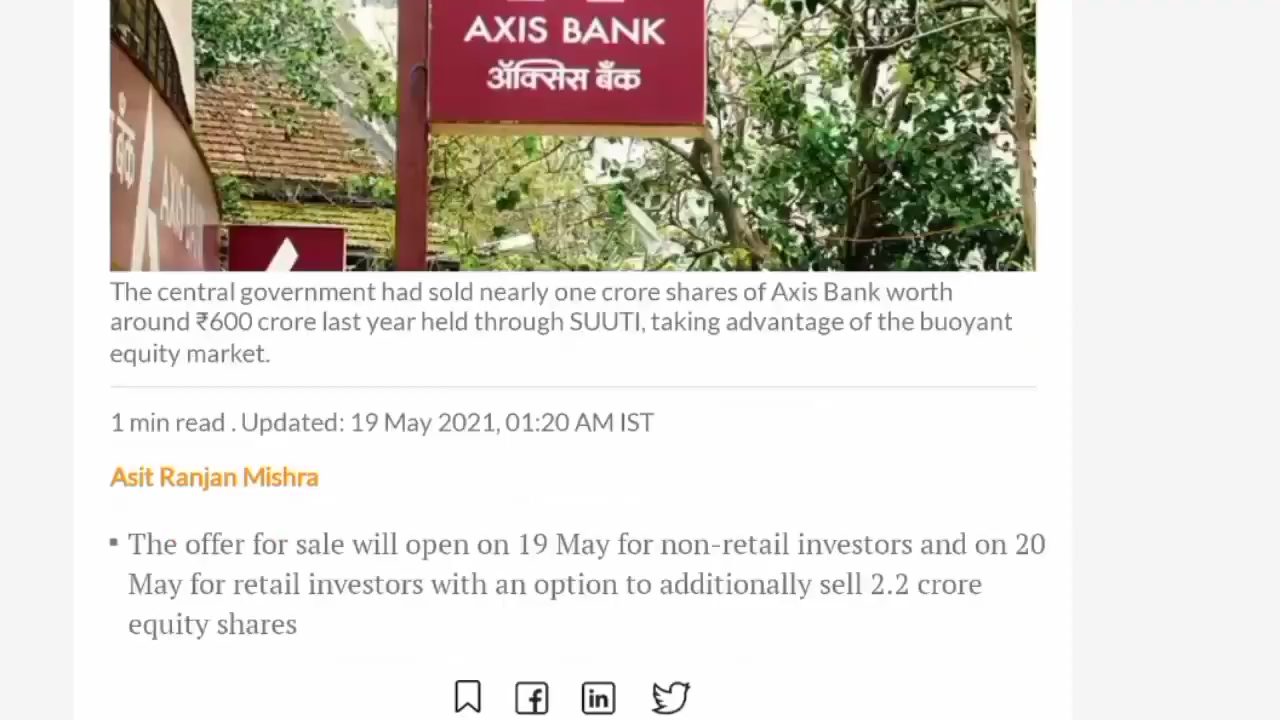 AXIS BANK
ॲक्सिस बँक
बँक
AXIS BA
The central government had sold nearly one crore shares of Axis Bank worth
around ₹600 crore last year held through SUUTI, taking advantage of the buoyant
equity market.
1 min read . Updated: 19 May 2021, 01:20 AM IST
Asit Ranjan Mishra
▪ The offer for sale will open on 19 May for non-retail investors and on 20
May for retail investors with an option to additionally sell 2.2 crore
equity shares